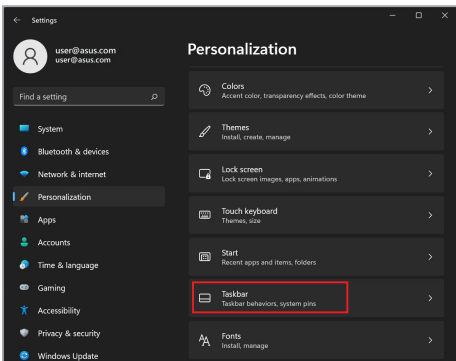 Settings
user@asus.com
user@asus.com
Find a setting
System
Bluetooth & devices
Network & internet
Personalization
Apps
Accounts
Time & language
Gaming
Accessibility
Privacy & security
Windows Update
Personalization
Colors
Accent color, transparency effects, color theme
Themes
Install, create, manage
Lock screen
Lock screen images, apps, animations
Touch keyboard
Themes, size
Start
Recent apps and items, folders
Taskbar
Taskbar behaviors, system pins
Fonts
Install, manage